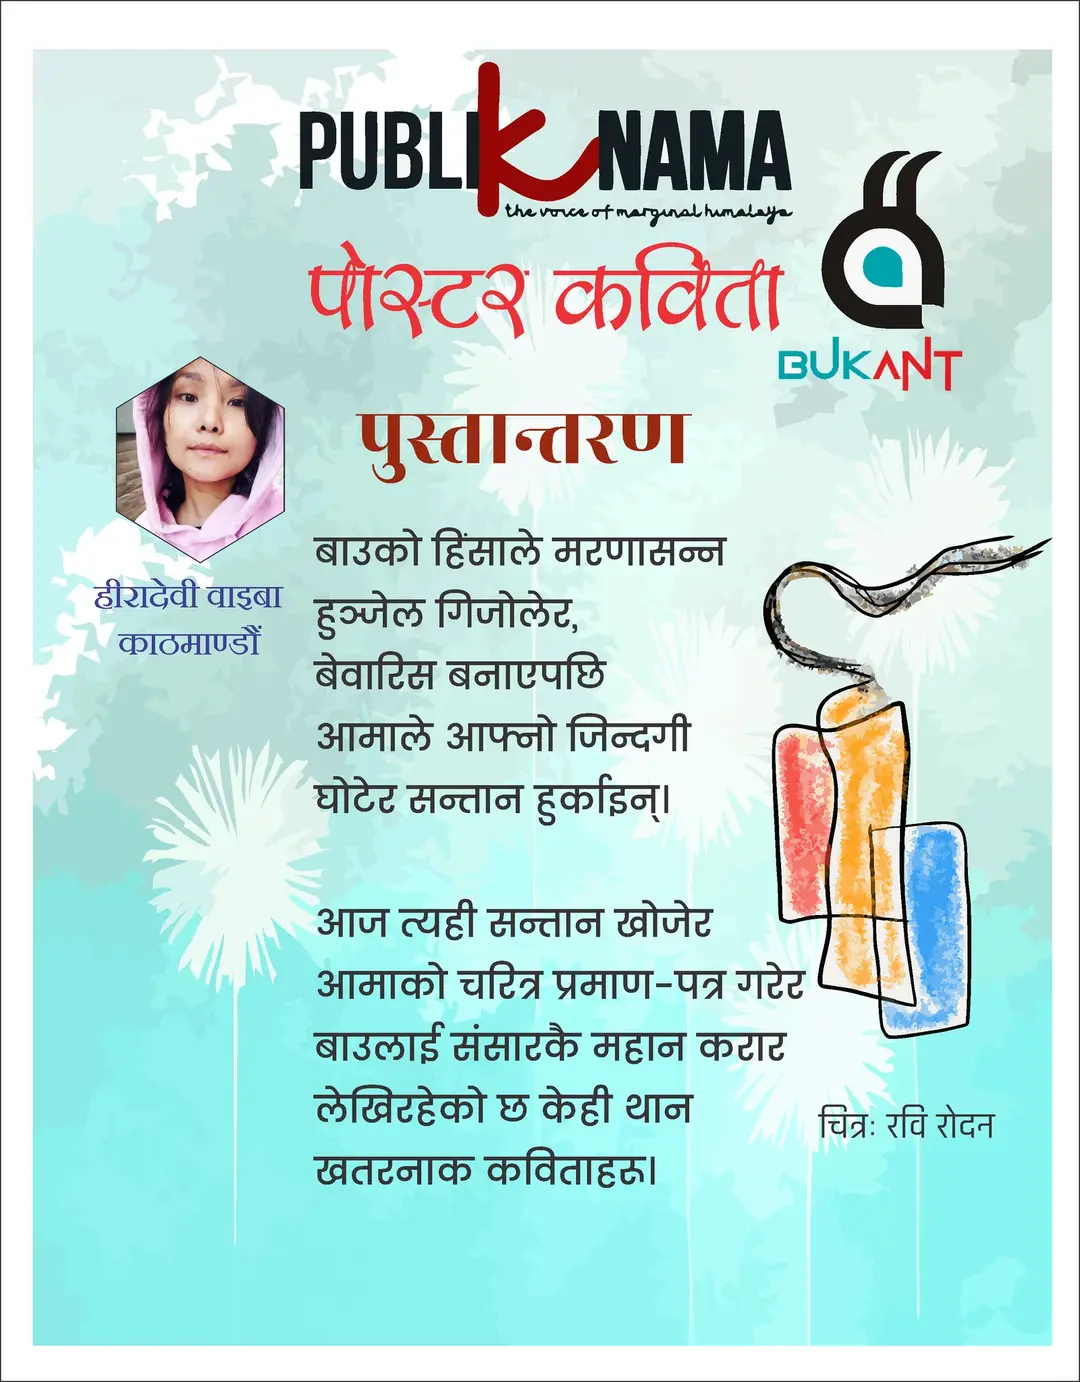 PUBLIKNAMA
the voice of marginal himalaya
पोस्टर कविता
BUKANT
पुस्तान्तरण
हीरादेवी वाइबा
काठमाण्डौं
बाउको हिंसाले मरणासन्न
हुञ्जेल गिजोलेर,
बेवारिस बनाएपछि
आमाले आफ्नो जिन्दगी
घोटेर सन्तान हुर्काइन्।
आज त्यही सन्तान खोजेर
आमाको चरित्र प्रमाण-पत्र गरेर
बाउलाई संसारकै महान करार
लेखिरहेको छ केही थान
खतरनाक कविताहरू।
चित्रः रवि रोदन